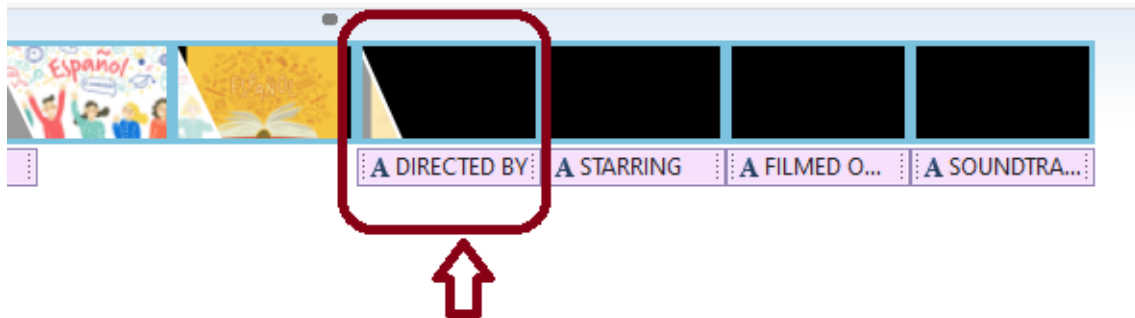 Español
ESPAÑOL
A DIRECTED BY
A STARRING
A FILMED O...
A SOUNDTRA...